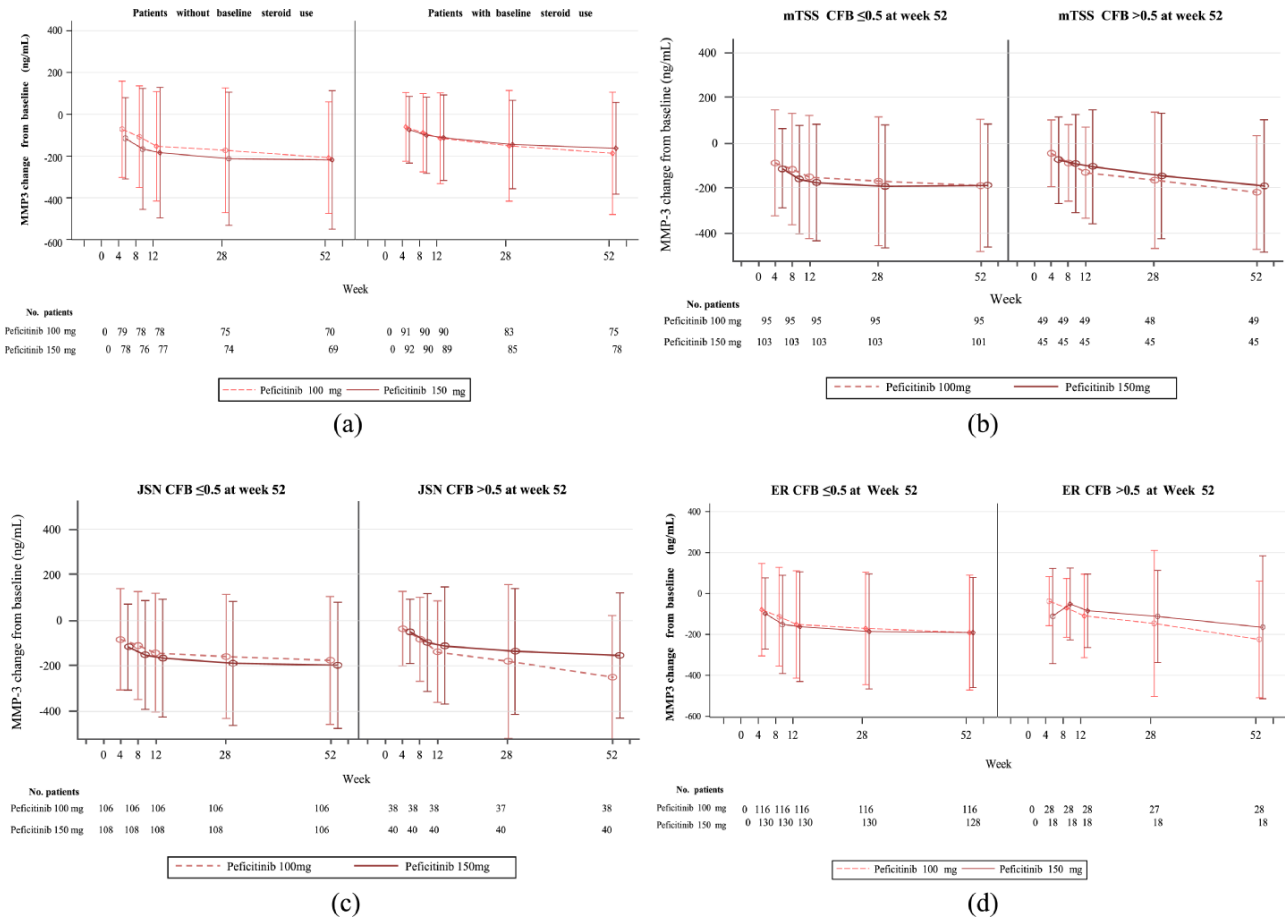 Patients without baseline steroid use
Patients with baseline steroid use
MMP3 change from baseline (ng/mL)
400
200
0
-200
-400
-600
0 4 8 12 28 52
0 4 8 12 28 52
Week
No. patients
Peficitinib 100 mg 0 79 78 78 75 70 0 91 90 90 83 75
Peficitinib 150 mg 0 78 76 77 74 69 0 92 90 89 85 78
Peficitinib 100 mg Peficitinib 150 mg
(a)
mTSS CFB ≤0.5 at week 52
mTSS CFB >0.5 at week 52
MMP-3 change from baseline (ng/mL)
400
200
0
-200
-400
0 4 8 12 28 52
0 4 8 12 28 52
Week
No. patients
Peficitinib 100 mg 95 95 95 95 95 49 49 49 48 49
Peficitinib 150 mg 103 103 103 103 101 45 45 45 45 45
Peficitinib 100mg Peficitinib 150mg
(b)
JSN CFB ≤0.5 at week 52
JSN CFB >0.5 at week 52
MMP-3 change from baseline (ng/mL)
400
200
0
-200
-400
0 4 8 12 28 52
0 4 8 12 28 52
Week
No. patients
Peficitinib 100 mg 106 106 106 106 106 38 38 38 37 38
Peficitinib 150 mg 108 108 108 108 106 40 40 40 40 40
Peficitinib 100mg Peficitinib 150mg
(c)
ER CFB ≤0.5 at Week 52
ER CFB >0.5 at Week 52
MMP3 change from baseline (ng/mL)
400
200
0
-200
-400
-600
0 4 8 12 28 52
0 4 8 12 28 52
Week
No. patients
Peficitinib 100 mg 0 116 116 116 116 116 0 28 28 28 27 28
Peficitinib 150 mg 0 130 130 130 130 128 0 18 18 18 18 18
Peficitinib 100 mg Peficitinib 150 mg
(d)